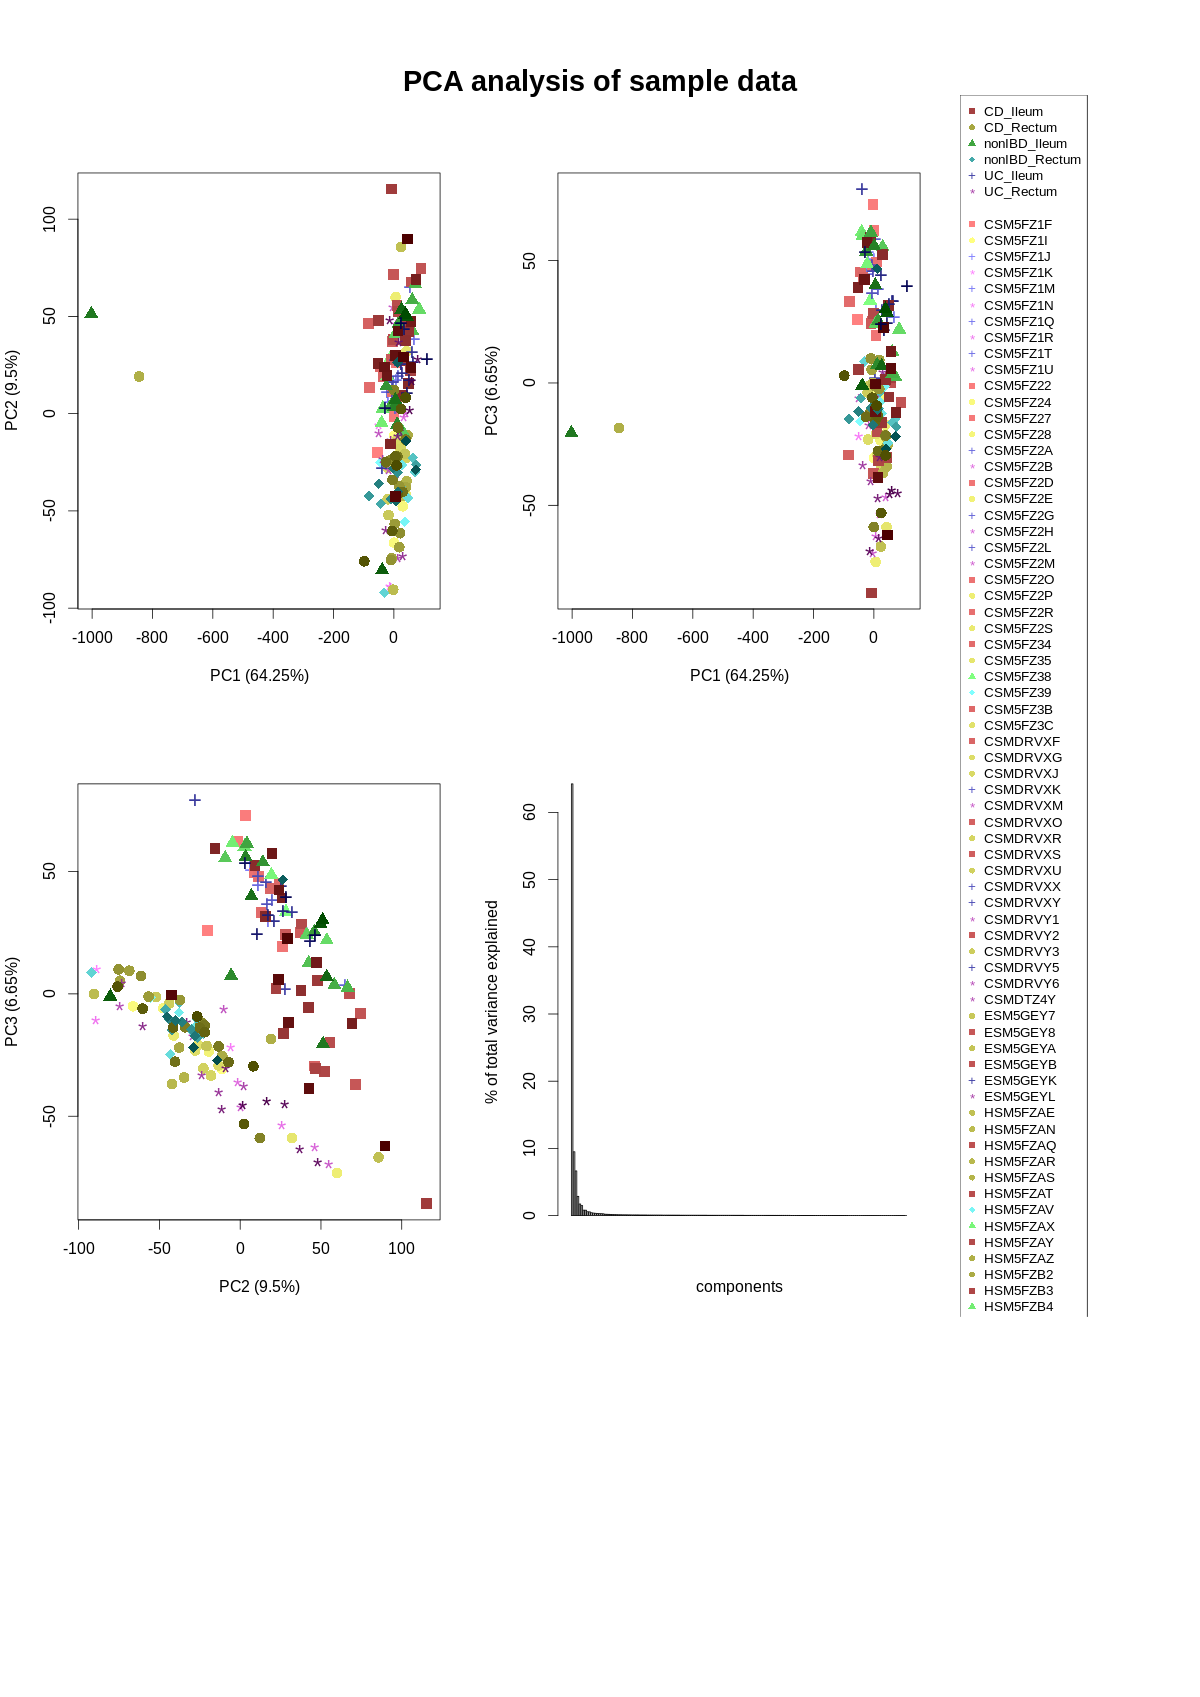 PCA analysis of sample data
PC2 (9.5%)
-100
-50
0
50
100
-1000
-800
-600
-400
-200
0
PC1 (64.25%)
PC3 (6.65%)
-50
0
50
-1000
-800
-600
-400
-200
0
PC1 (64.25%)
PC3 (6.65%)
-50
0
50
-100
-50
0
50
100
PC2 (9.5%)
% of total variance explained
0
10
20
30
40
50
60
components
CD_Ileum
CD_Rectum
nonIBD_Ileum
nonIBD_Rectum
UC_Ileum
UC_Rectum
CSM5FZ1F
CSM5FZ1I
CSM5FZ1J
CSM5FZ1K
CSM5FZ1M
CSM5FZ1N
CSM5FZ1Q
CSM5FZ1R
CSM5FZ1T
CSM5FZ1U
CSM5FZ22
CSM5FZ24
CSM5FZ27
CSM5FZ28
CSM5FZ2A
CSM5FZ2B
CSM5FZ2D
CSM5FZ2E
CSM5FZ2G
CSM5FZ2H
CSM5FZ2L
CSM5FZ2M
CSM5FZ2O
CSM5FZ2P
CSM5FZ2R
CSM5FZ2S
CSM5FZ34
CSM5FZ35
CSM5FZ38
CSM5FZ39
CSM5FZ3B
CSM5FZ3C
CSMDRVXF
CSMDRVXG
CSMDRVXJ
CSMDRVXK
CSMDRVXM
CSMDRVXO
CSMDRVXR
CSMDRVXS
CSMDRVXU
CSMDRVXX
CSMDRVXY
CSMDRVY1
CSMDRVY2
CSMDRVY3
CSMDRVY5
CSMDRVY6
CSMDTZ4Y
ESM5GEY7
ESM5GEY8
ESM5GEYA
ESM5GEYB
ESM5GEYK
ESM5GEYL
HSM5FZAE
HSM5FZAN
HSM5FZAQ
HSM5FZAR
HSM5FZAS
HSM5FZAT
HSM5FZAV
HSM5FZAX
HSM5FZAY
HSM5FZAZ
HSM5FZB2
HSM5FZB3
HSM5FZB4